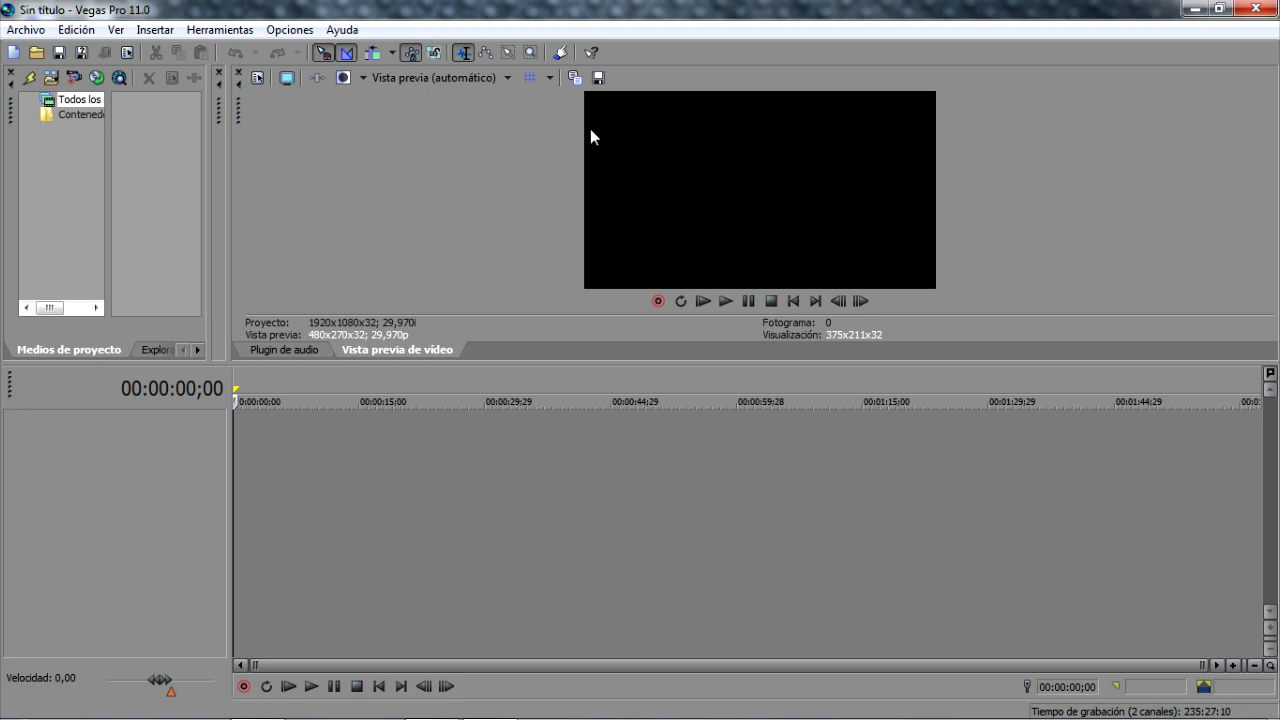 Sin título - Vegas Pro 11.0
Archivo Edición Ver Insertar Herramientas Opciones Ayuda
Vista previa (automático)
Todos los
Contened
Proyecto: 1920x1080x32; 29,970i
Fotograma: 0
Vista previa: 480x270x32; 29,970p
Visualización: 375x211x32
Medios de proyecto Explora
Plugin de audio Vista previa de vídeo
00:00:00;00
0:00:00;00 00:00:15;00 00:00:29;29 00:00:44;29 00:00:59;28 00:01:15;00 00:01:29;29 00:01:44;29 00:0
Velocidad: 0,00
00:00:00;00
Tiempo de grabación (2 canales): 235:27:10